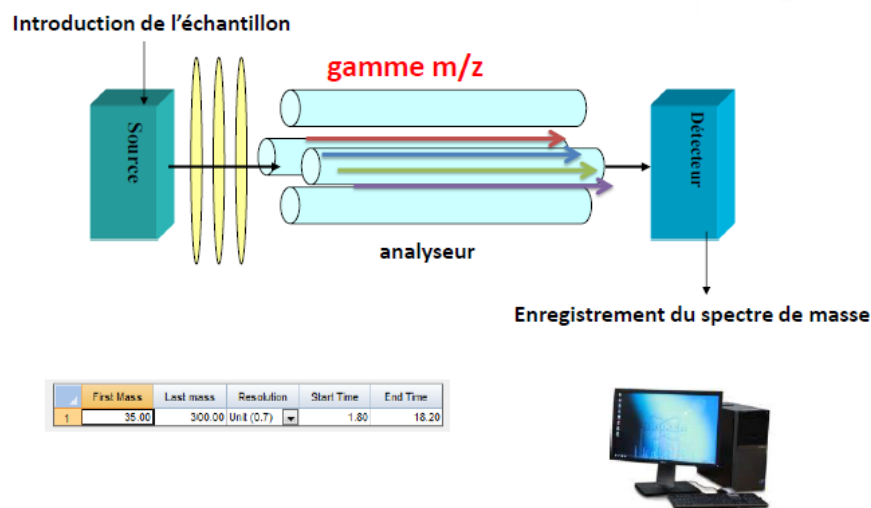 Introduction de l'échantillon
gamme m/z
Source
Détecteur
analyseur
Enregistrement du spectre de masse
First Mass Last mass Resolution Start Time End Time
1 35.00 300.00 Unit (0.7) 1.80 18.20